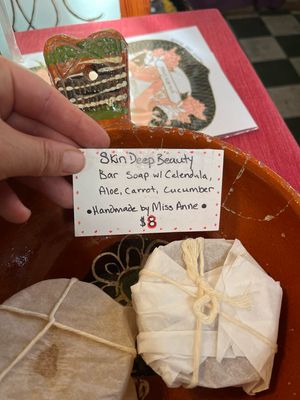 Skin Deep Beauty
Bar Soap w/ Calendula,
Aloe, Carrot, Cucumber
• Handmade by Miss Anne •
$8